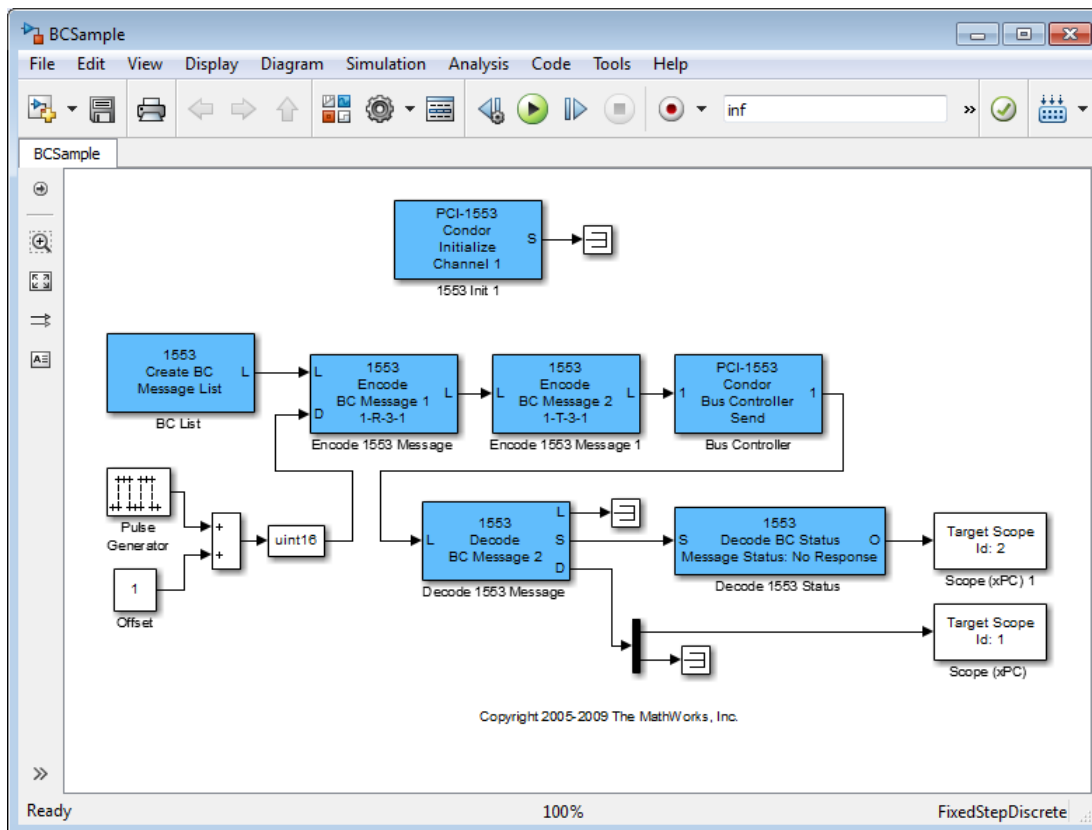 BCSample
File Edit View Display Diagram Simulation Analysis Code Tools Help
inf
BCSample
PCI-1553
Condor
Initialize
Channel 1
S
1553 Init 1
1553
Create BC
Message List
L
BC List
L
D
1553
Encode
BC Message 1
1-R-3-1
L
Encode 1553 Message
L
1553
Encode
BC Message 2
1-T-3-1
L
Encode 1553 Message 1
1
PCI-1553
Condor
Bus Controller
Send
1
Bus Controller
Pulse
Generator
+
+
uint16
1
Offset
L
1553
Decode
BC Message 2
L
S
D
Decode 1553 Message
S
1553
Decode BC Status
Message Status: No Response
O
Decode 1553 Status
Target Scope
Id: 2
Scope (xPC) 1
Target Scope
Id: 1
Scope (xPC)
Copyright 2005-2009 The MathWorks, Inc.
Ready 100% FixedStepDiscrete